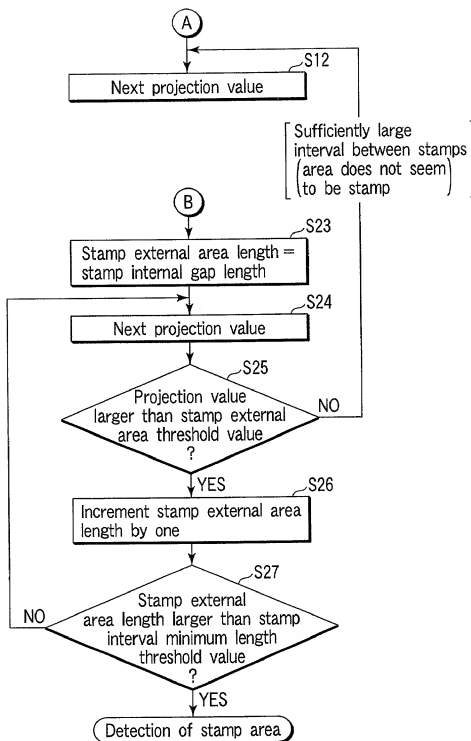 A
S12
Next projection value
Sufficiently large
interval between stamps
(area does not seem
to be stamp)
B
S23
Stamp external area length =
stamp internal gap length
S24
Next projection value
S25
Projection value
larger than stamp external
area threshold value
?
NO
YES
S26
Increment stamp external area
length by one
S27
Stamp external
area length larger than stamp
interval minimum length
threshold value
?
NO
YES
Detection of stamp area